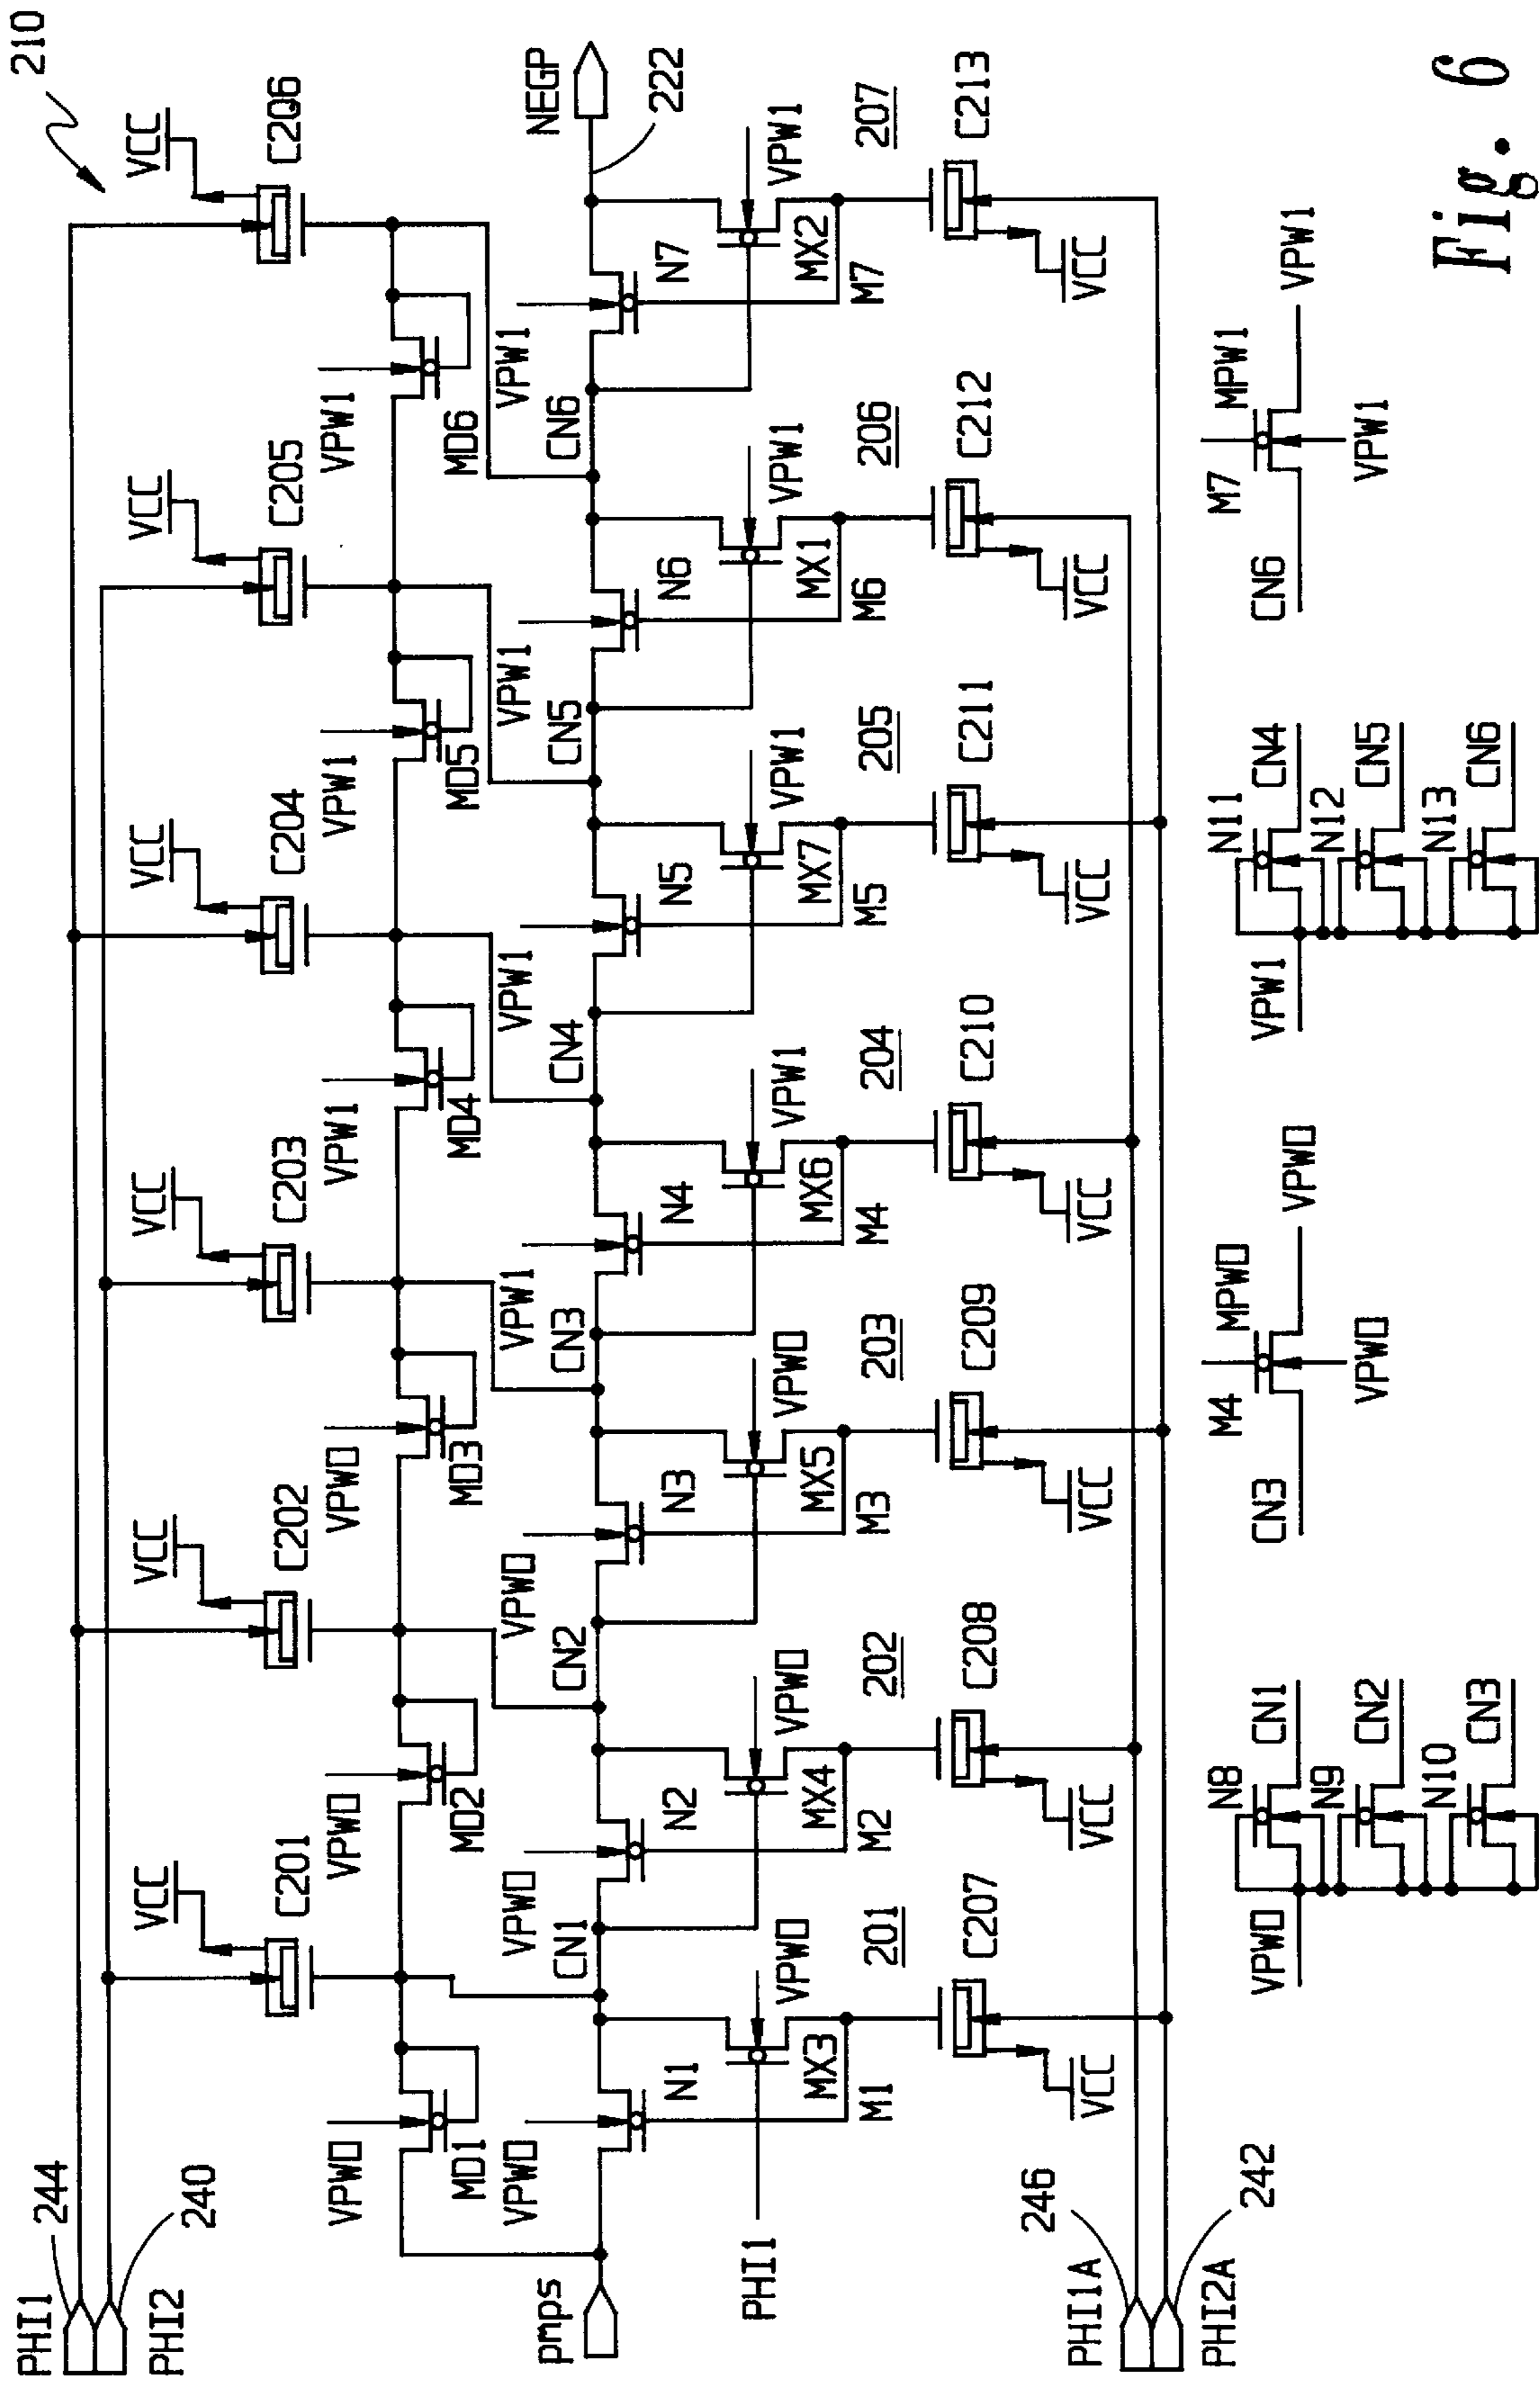 210
PHI1
244
PHI2
240
VCC
VCC
VCC
VCC
VCC
VCC
C201
C202
C203
C204
C205
C206
VPW0
VPW0
VPW0
VPW1
VPW1
VPW1
MD1
MD2
MD3
MD4
MD5
MD6
VPW0
VPW0
VPW0
VPW1
VPW1
VPW1
VPW1
CN1
CN2
CN3
CN4
CN5
CN6
NEGP
222
pmps
N1
N2
N3
N4
N5
N6
N7
PHI1
VPW0
VPW0
VPW0
VPW1
VPW1
VPW1
VPW1
MX3
MX4
MX5
MX6
MX7
MX1
MX2
M1
M2
M3
M4
M5
M6
M7
201
202
203
204
205
206
207
C207
C208
C209
C210
C211
C212
C213
VCC
VCC
VCC
VCC
VCC
VCC
VCC
PHI1A
246
PHI2A
242
VPW0
N8
CN1
N9
CN2
N10
CN3
M4
MPW0
CN3
VPW0
VPW0
VPW1
N11
CN4
N12
CN5
N13
CN6
M7
MPW1
CN6
VPW1
VPW1
Fig. 6